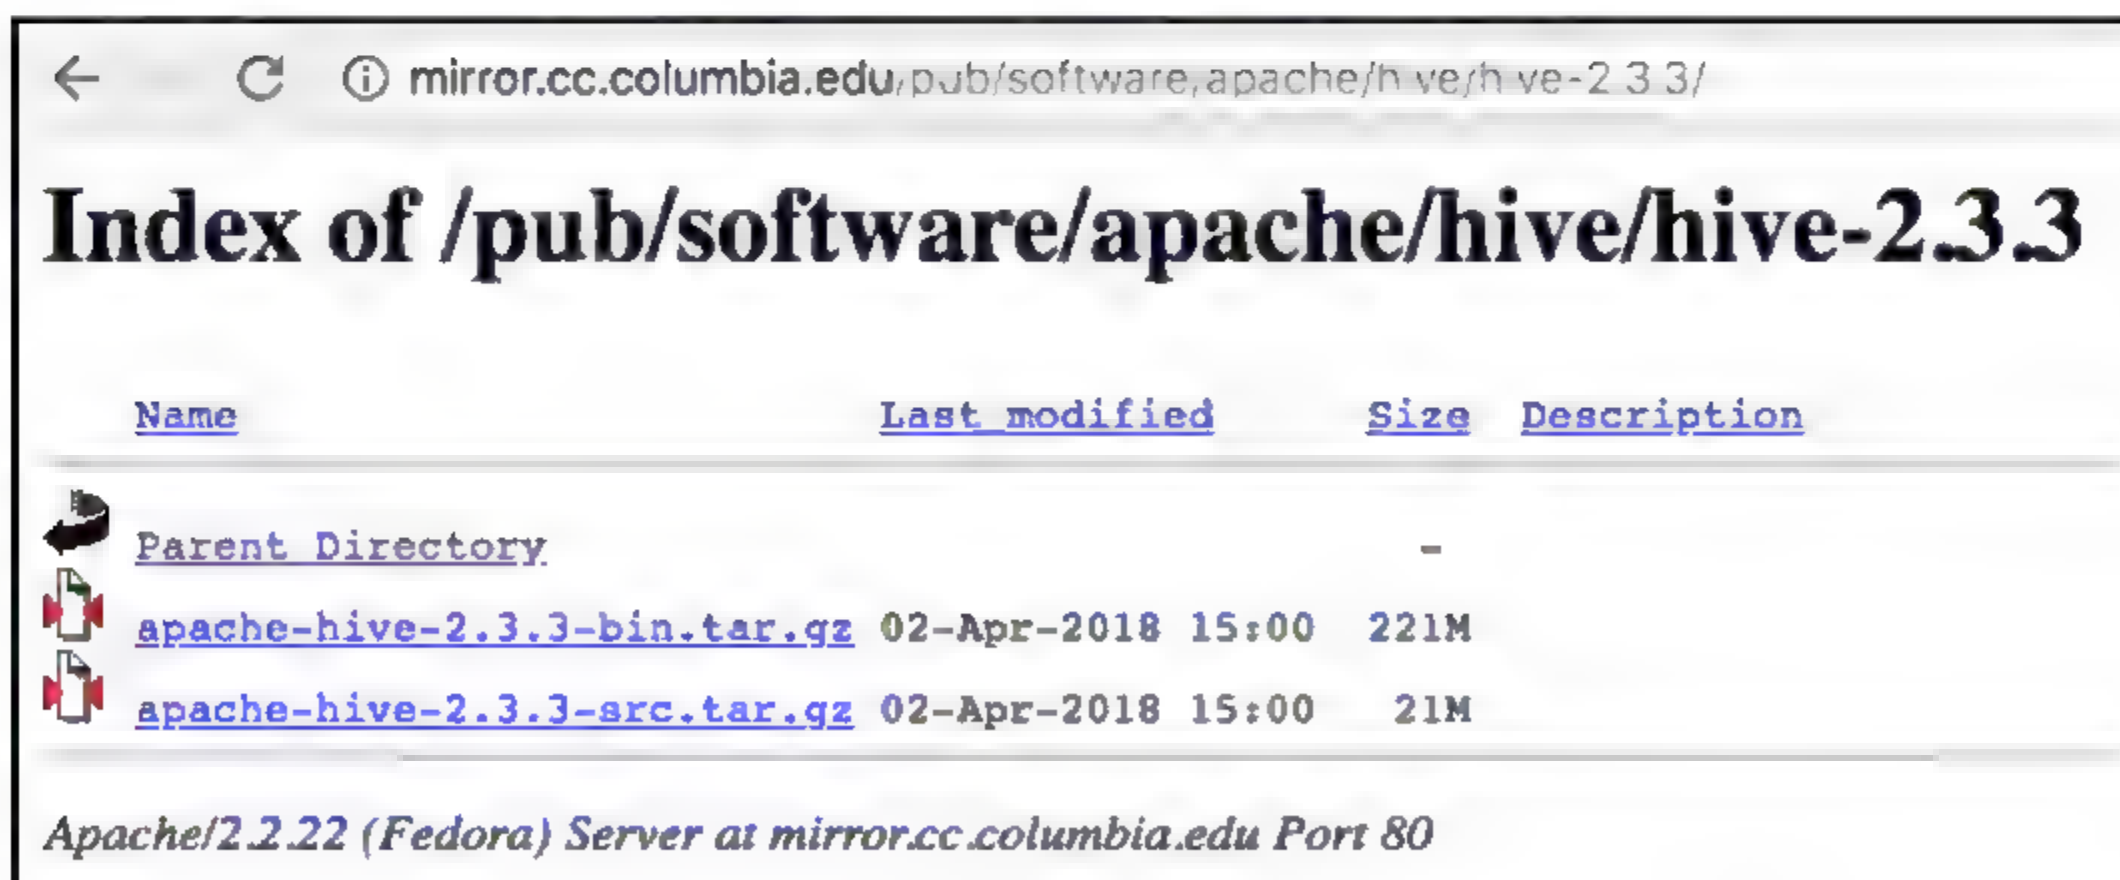 mirror.cc.columbia.edu/pub/software/apache/hive/hive-2.3.3/
Index of /pub/software/apache/hive/hive-2.3.3
Name Last modified Size Description
Parent Directory -
apache-hive-2.3.3-bin.tar.gz 02-Apr-2018 15:00 221M
apache-hive-2.3.3-src.tar.gz 02-Apr-2018 15:00 21M
Apache/2.2.22 (Fedora) Server at mirror.cc.columbia.edu Port 80